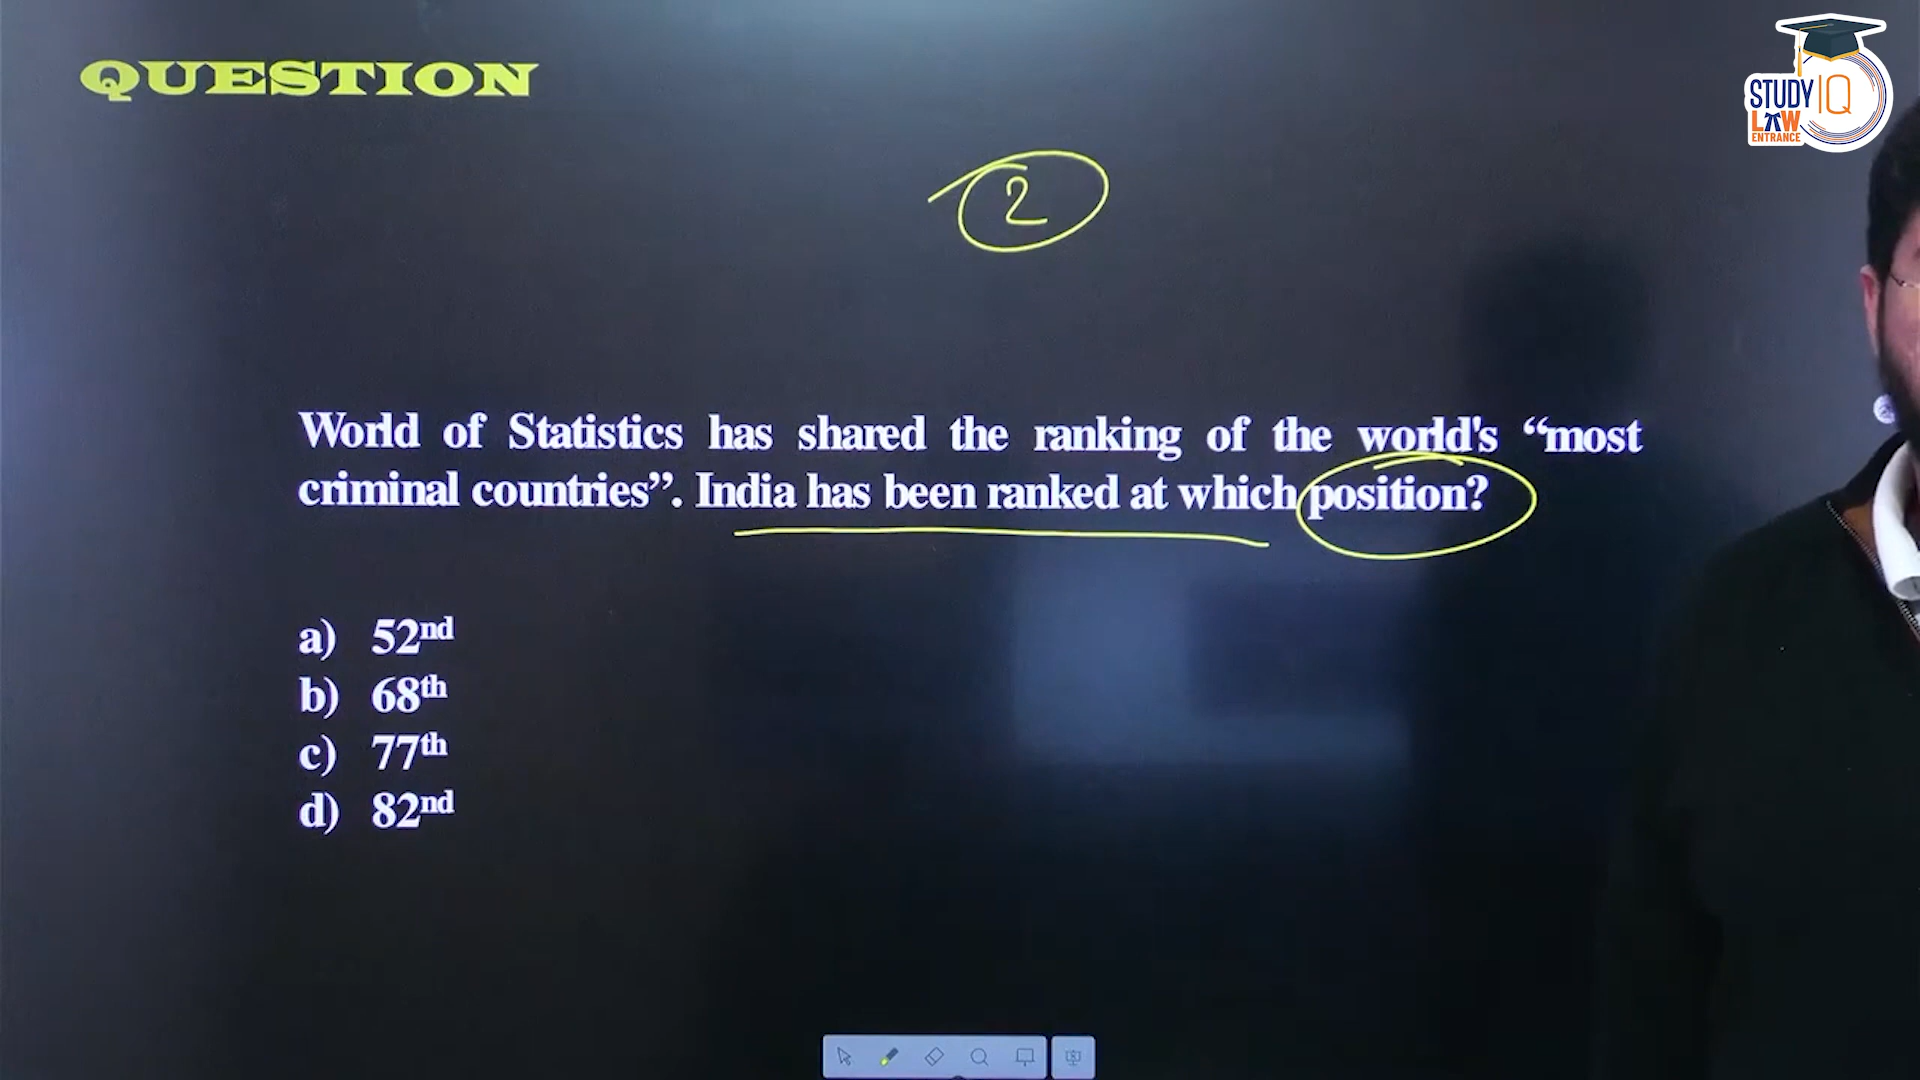 QUESTION
STUDY IQ
LAW
ENTRANCE
2
World of Statistics has shared the ranking of the world's “most
criminal countries”. India has been ranked at which position?
a) 52nd
b) 68th
c) 77th
d) 82nd